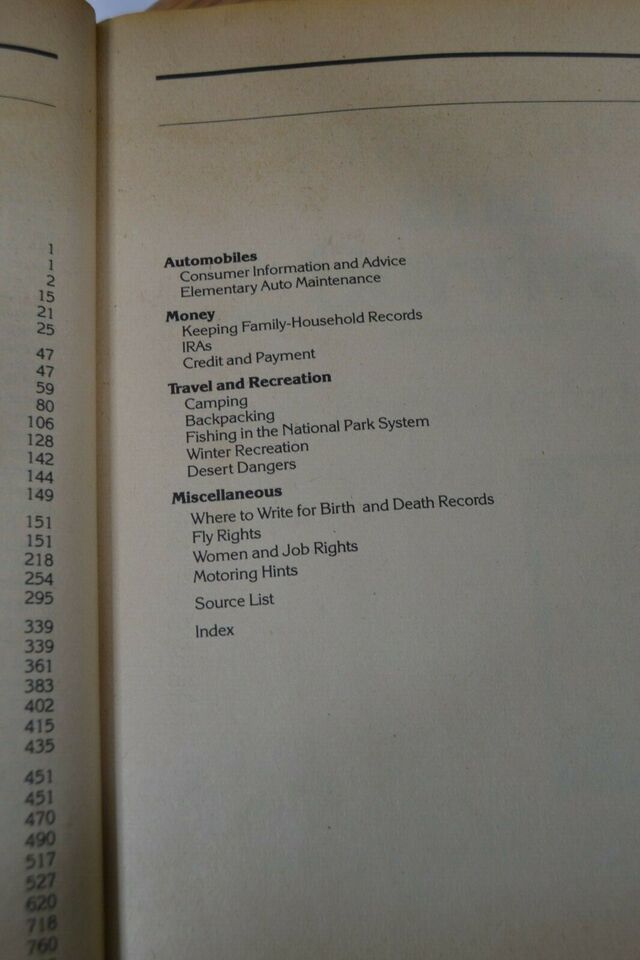 1
1
2
15
21
25
47
47
59
80
106
128
142
144
149
151
151
218
254
295
339
339
361
383
402
415
435
451
451
470
490
517
527
620
718
760
Automobiles
Consumer Information and Advice
Elementary Auto Maintenance
Money
Keeping Family-Household Records
IRAs
Credit and Payment
Travel and Recreation
Camping
Backpacking
Fishing in the National Park System
Winter Recreation
Desert Dangers
Miscellaneous
Where to Write for Birth and Death Records
Fly Rights
Women and Job Rights
Motoring Hints
Source List
Index